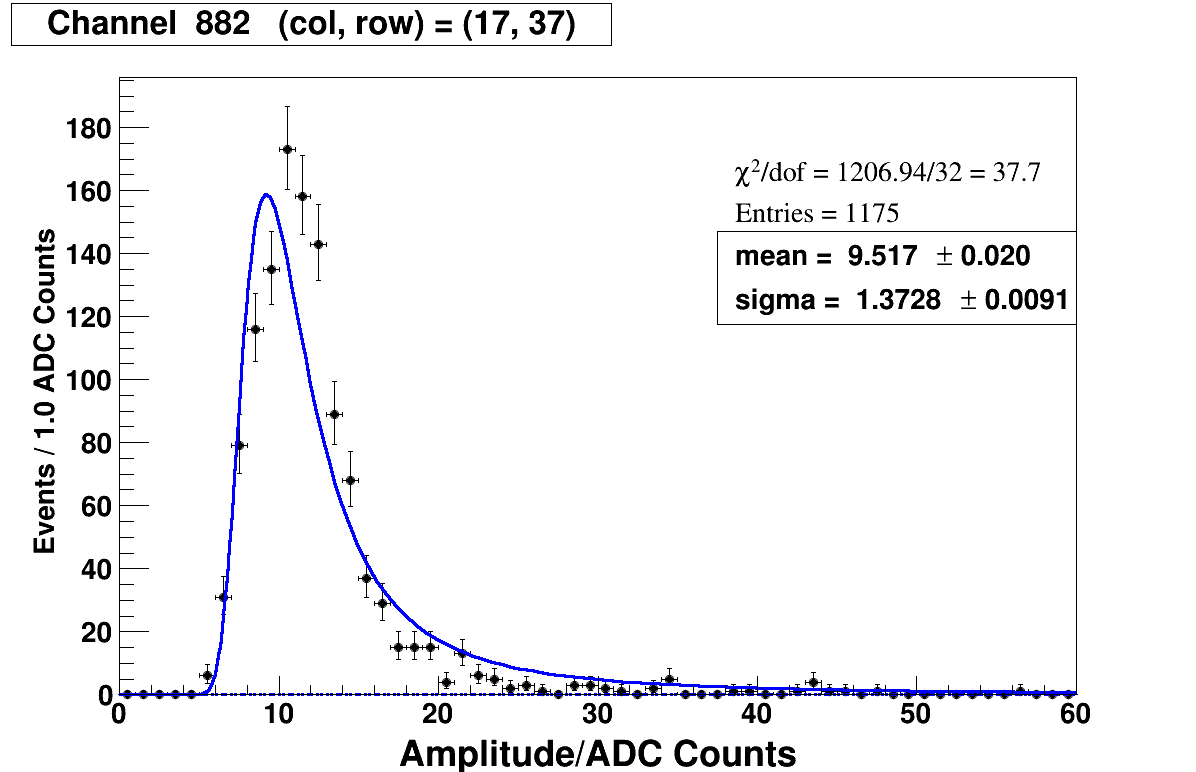 Channel 882 (col, row) = (17, 37)
χ²/dof = 1206.94/32 = 37.7
Entries = 1175
mean = 9.517 ± 0.020
sigma = 1.3728 ± 0.0091
Events / 1.0 ADC Counts
180
160
140
120
100
80
60
40
20
0
0 10 20 30 40 50 60
Amplitude/ADC Counts